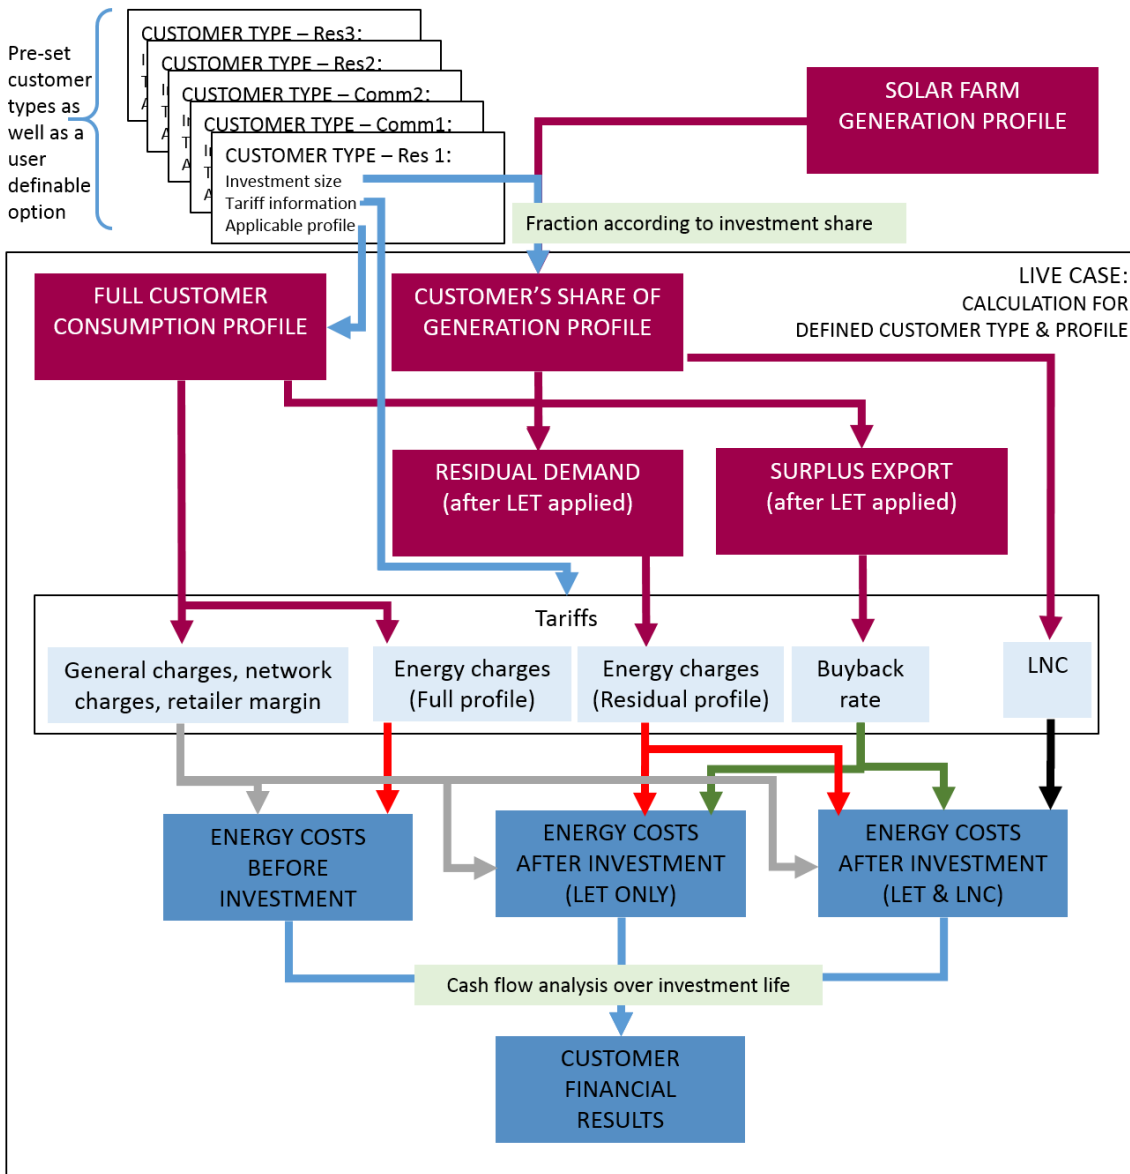 Pre-set
customer
types as
well as a
user
definable
option
CUSTOMER TYPE – Res3:
I
T
A
CUSTOMER TYPE – Res2:
In
T
A
CUSTOMER TYPE – Comm2:
In
T
A
CUSTOMER TYPE – Comm1:
In
T
A
CUSTOMER TYPE – Res 1:
Investment size
Tariff information
Applicable profile
SOLAR FARM
GENERATION PROFILE
Fraction according to investment share
LIVE CASE:
CALCULATION FOR
DEFINED CUSTOMER TYPE & PROFILE
FULL CUSTOMER
CONSUMPTION PROFILE
CUSTOMER’S SHARE OF
GENERATION PROFILE
RESIDUAL DEMAND
(after LET applied)
SURPLUS EXPORT
(after LET applied)
Tariffs
General charges, network
charges, retailer margin
Energy charges
(Full profile)
Energy charges
(Residual profile)
Buyback
rate
LNC
ENERGY COSTS
BEFORE
INVESTMENT
ENERGY COSTS
AFTER INVESTMENT
(LET ONLY)
ENERGY COSTS
AFTER INVESTMENT
(LET & LNC)
Cash flow analysis over investment life
CUSTOMER
FINANCIAL
RESULTS